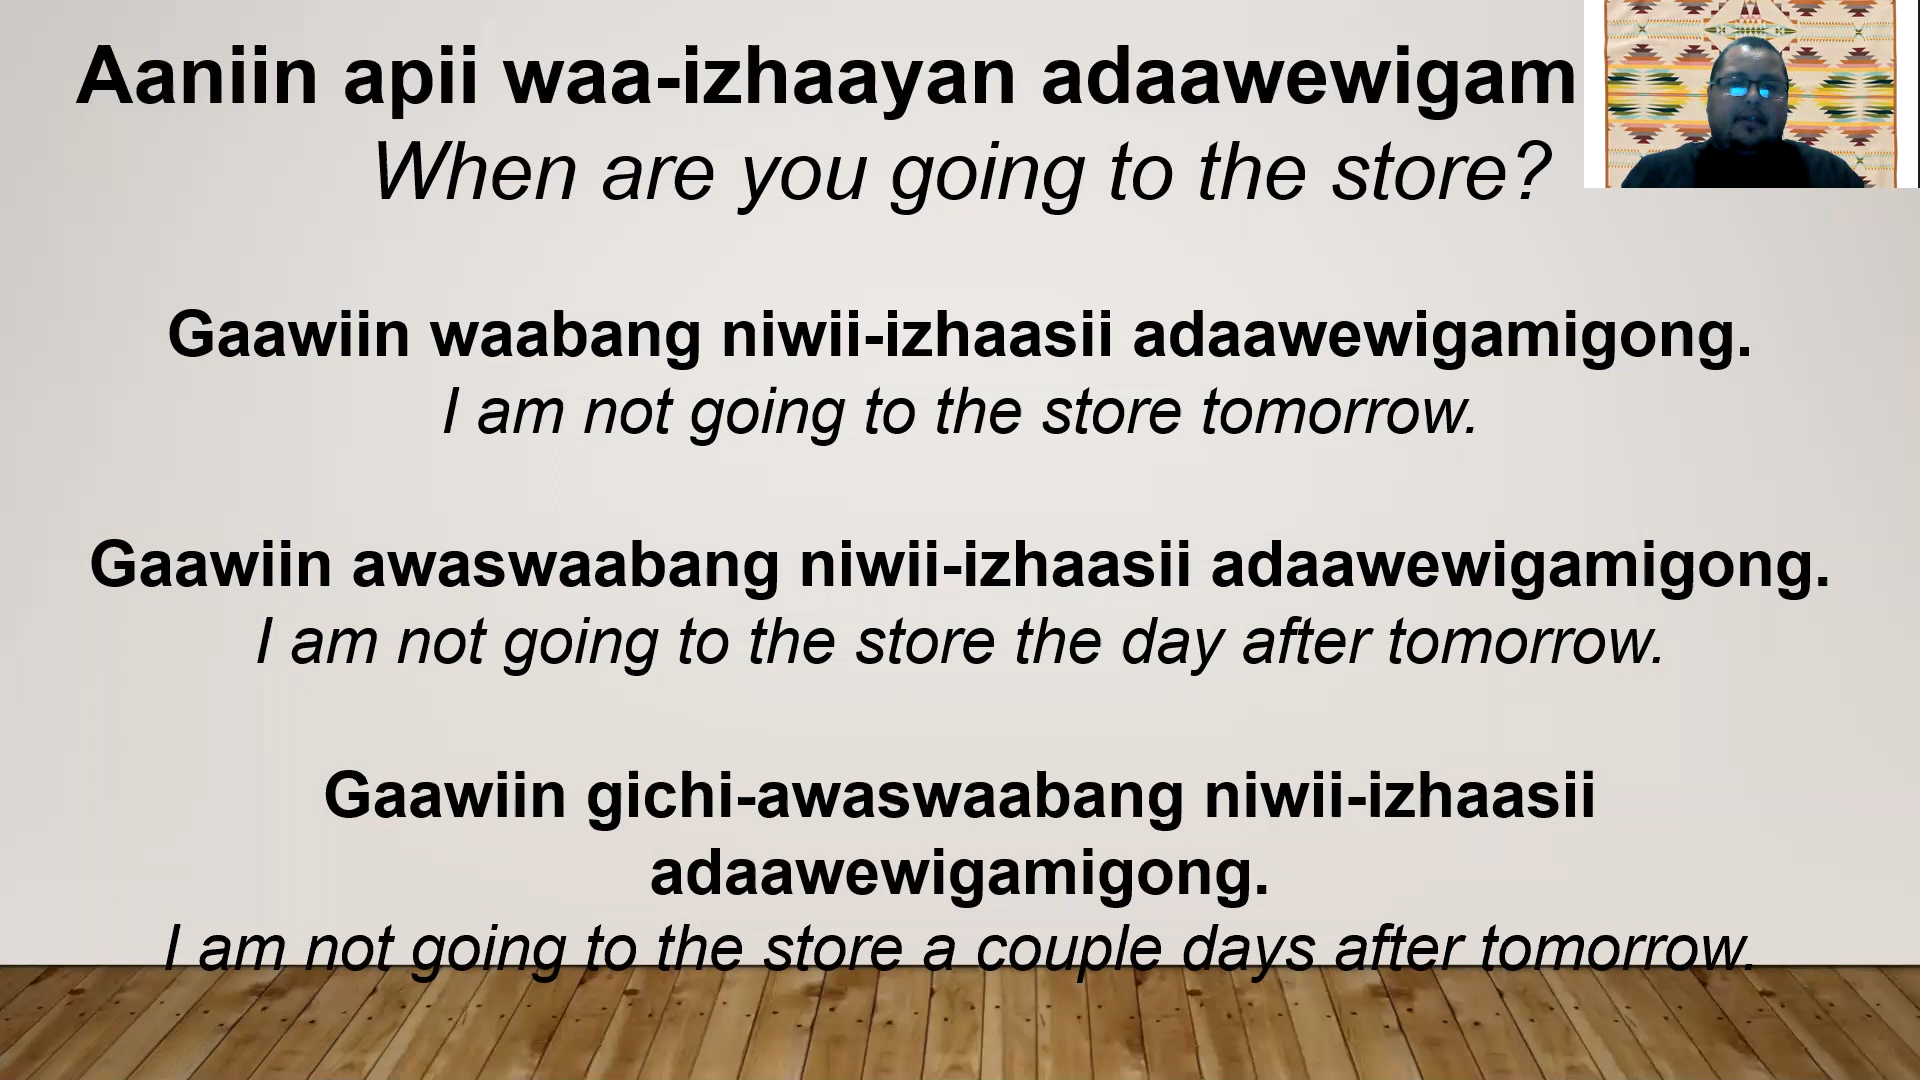 Aaniin apii waa-izhaayan adaawewigam
When are you going to the store?
Gaawiin waabang niwii-izhaasii adaawewigamigong.
I am not going to the store tomorrow.
Gaawiin awaswaabang niwii-izhaasii adaawewigamigong.
I am not going to the store the day after tomorrow.
Gaawiin gichi-awaswaabang niwii-izhaasii
adaawewigamigong.
I am not going to the store a couple days after tomorrow.